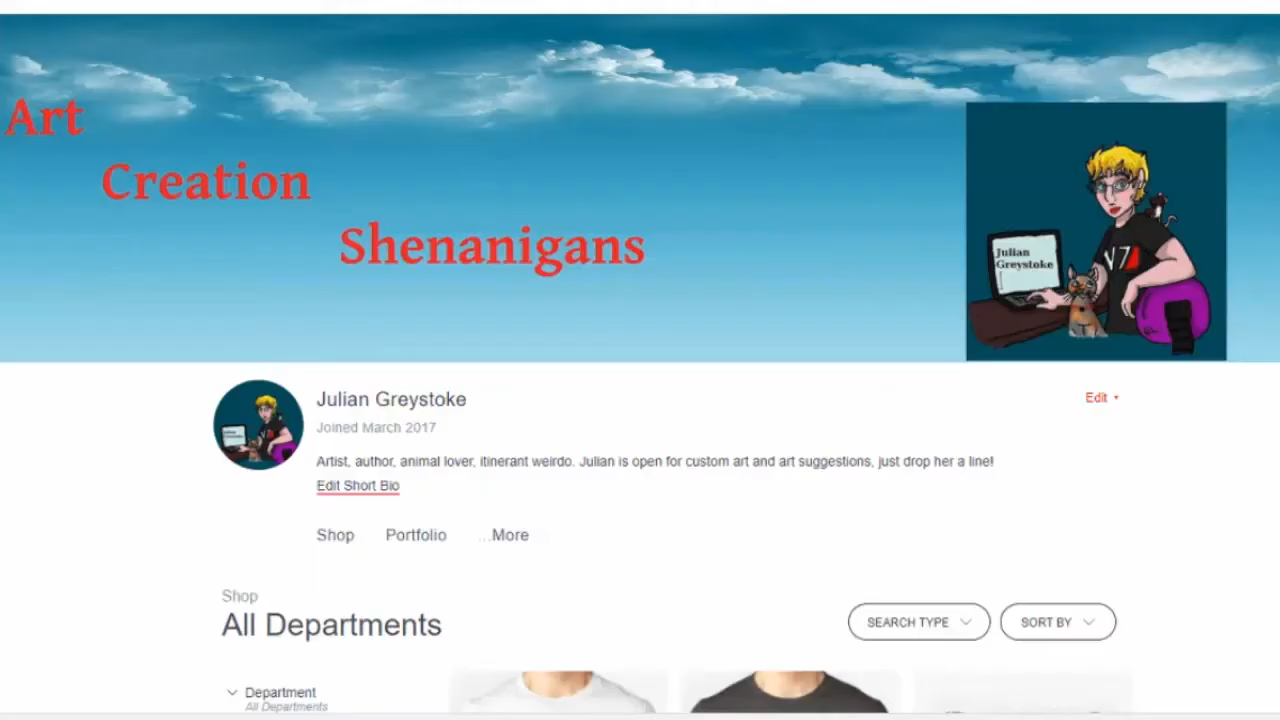 Art
Creation
Shenanigans
Julian
Greystoke
N7
Julian Greystoke
Joined March 2017
Edit
Artist, author, animal lover, itinerant weirdo. Julian is open for custom art and art suggestions, just drop her a line!
Edit Short Bio
Shop Portfolio ...More
Shop
All Departments
SEARCH TYPE SORT BY
Department
All Departments